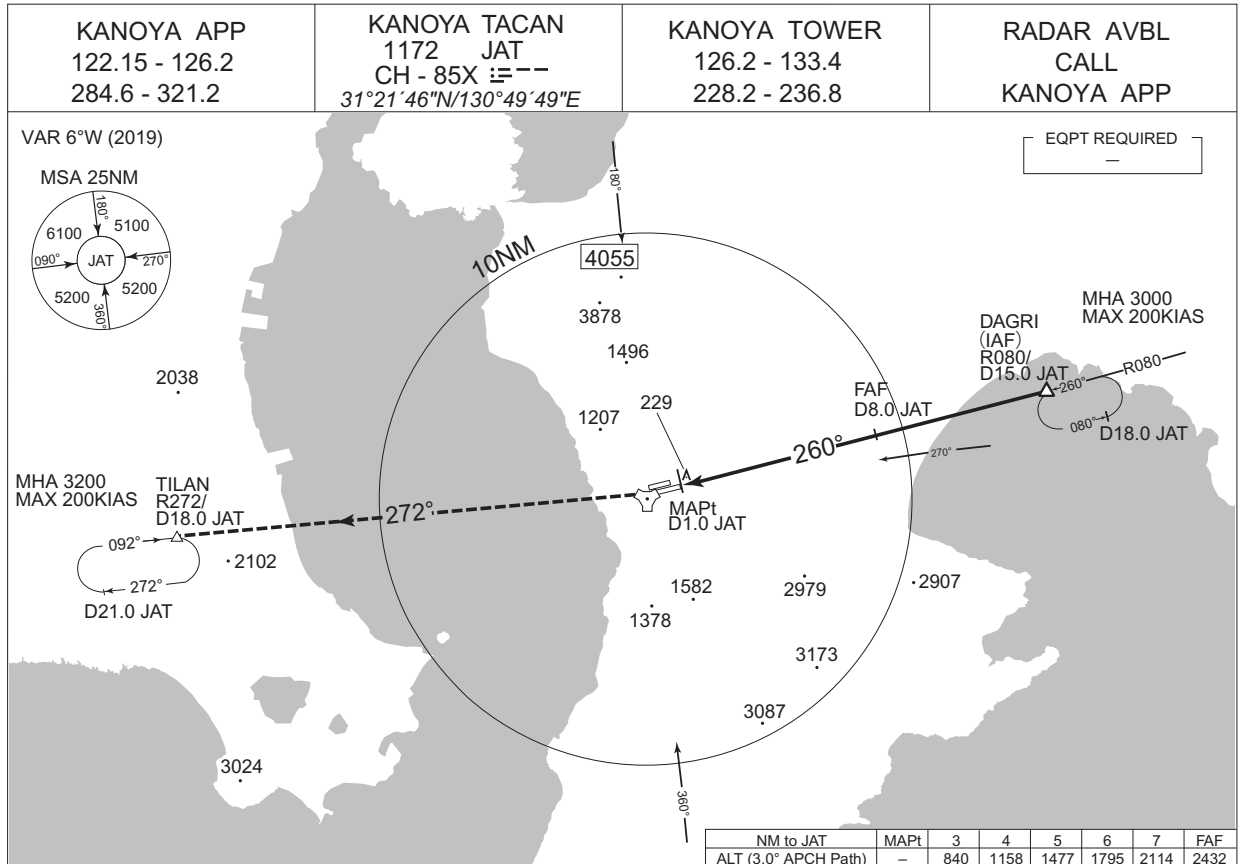 KANOYA APP
122.15 - 126.2
284.6 - 321.2
KANOYA TACAN
1172 JAT
CH - 85X
31°21´46"N/130°49´49"E
KANOYA TOWER
126.2 - 133.4
228.2 - 236.8
RADAR AVBL
CALL
KANOYA APP
VAR 6°W (2019)
EQPT REQUIRED
—
MSA 25NM
180°
6100
5100
090°
JAT
270°
5200
5200
360°
180°
10NM
4055
3878
1496
2038
1207
229
DAGRI
(IAF)
R080/
D15.0 JAT
MHA 3000
MAX 200KIAS
R080
260°
080°
D18.0 JAT
FAF
D8.0 JAT
260°
270°
A
MAPt
D1.0 JAT
272°
MHA 3200
MAX 200KIAS
TILAN
R272/
D18.0 JAT
092°
272°
D21.0 JAT
2102
1582
1378
2979
2907
3173
3087
3024
360°
NM to JAT MAPt 3 4 5 6 7 FAF
ALT (3.0° APCH Path) – 840 1158 1477 1795 2114 2432